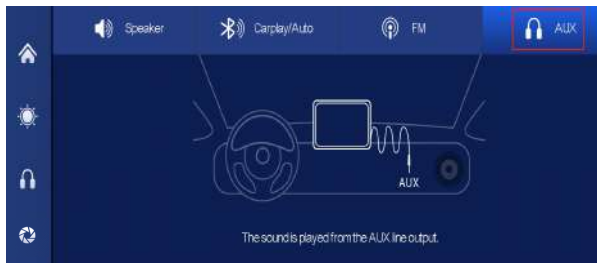 Speaker
Carplay/Auto
FM
AUX
AUX
The sound is played from the AUX line output.